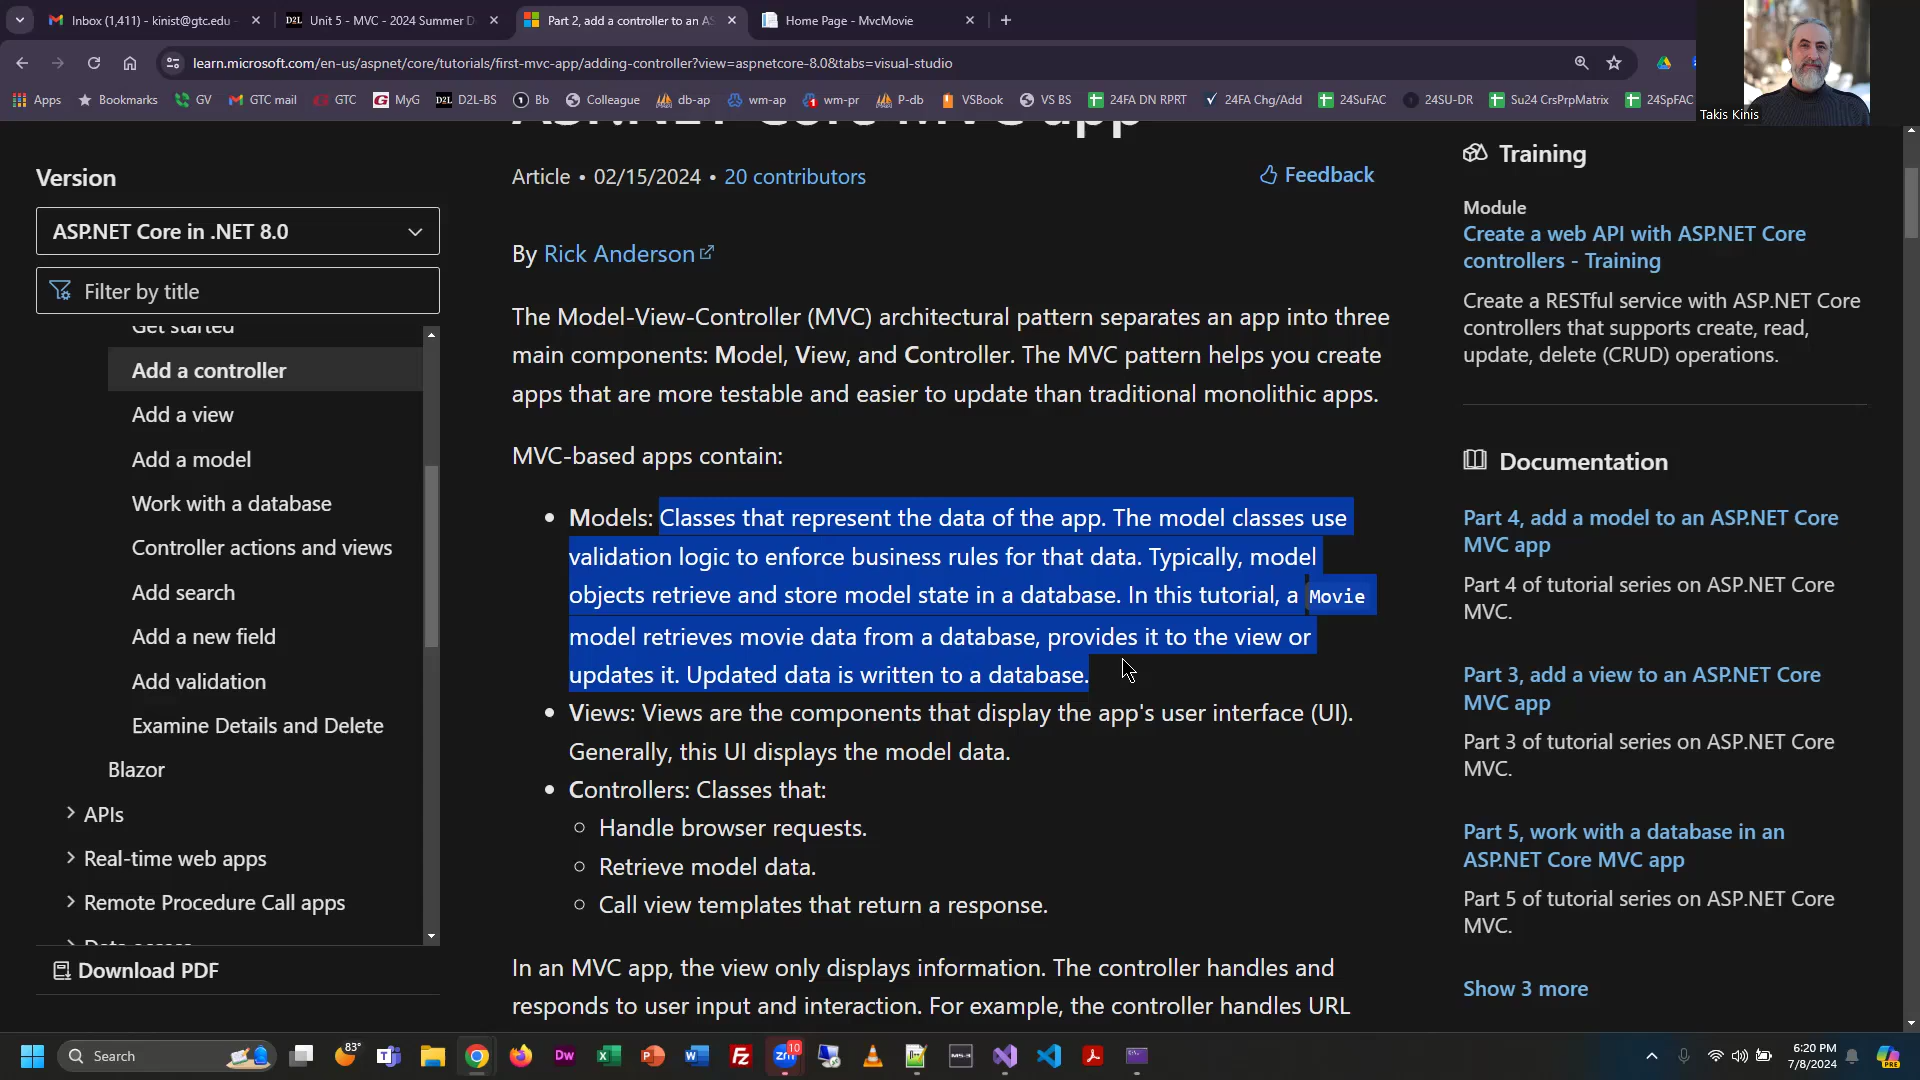 Inbox (1,411) - kinist@gtc.edu
Unit 5 - MVC - 2024 Summer D
Part 2, add a controller to an AS
Home Page - MvcMovie
learn.microsoft.com/en-us/aspnet/core/tutorials/first-mvc-app/adding-controller?view=aspnetcore-8.0&tabs=visual-studio
Apps
Bookmarks
GV
GTC mail
GTC
MyG
D2L-BS
Bb
Colleague
db-ap
wm-ap
wm-pr
P-db
VSBook
VS BS
24FA DN RPRT
24FA Chg/Add
24SuFAC
24SU-DR
Su24 CrsPrpMatrix
24SpFAC
Takis Kinis
Version
ASP.NET Core in .NET 8.0
Filter by title
Get started
Add a controller
Add a view
Add a model
Work with a database
Controller actions and views
Add search
Add a new field
Add validation
Examine Details and Delete
Blazor
APIs
Real-time web apps
Remote Procedure Call apps
Data access
Download PDF
ASP.NET Core MVC app
Article • 02/15/2024 • 20 contributors
Feedback
By Rick Anderson
The Model-View-Controller (MVC) architectural pattern separates an app into three
main components: Model, View, and Controller. The MVC pattern helps you create
apps that are more testable and easier to update than traditional monolithic apps.
MVC-based apps contain:
• Models: Classes that represent the data of the app. The model classes use
validation logic to enforce business rules for that data. Typically, model
objects retrieve and store model state in a database. In this tutorial, a Movie
model retrieves movie data from a database, provides it to the view or
updates it. Updated data is written to a database.
• Views: Views are the components that display the app's user interface (UI).
Generally, this UI displays the model data.
• Controllers: Classes that:
○ Handle browser requests.
○ Retrieve model data.
○ Call view templates that return a response.
In an MVC app, the view only displays information. The controller handles and
responds to user input and interaction. For example, the controller handles URL
Training
Module
Create a web API with ASP.NET Core
controllers - Training
Create a RESTful service with ASP.NET Core
controllers that supports create, read,
update, delete (CRUD) operations.
Documentation
Part 4, add a model to an ASP.NET Core
MVC app
Part 4 of tutorial series on ASP.NET Core
MVC.
Part 3, add a view to an ASP.NET Core
MVC app
Part 3 of tutorial series on ASP.NET Core
MVC.
Part 5, work with a database in an
ASP.NET Core MVC app
Part 5 of tutorial series on ASP.NET Core
MVC.
Show 3 more
Search
83°
10
6:20 PM
7/8/2024